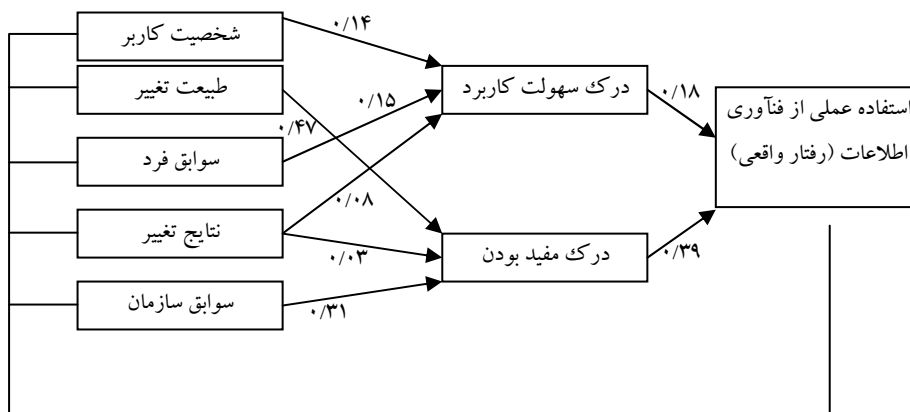 شخصیت کاربر
طبیعت تغییر
سوابق فرد
نتایج تغییر
سوابق سازمان
۰/۱۴
۰/۱۵
۰/۴۷
۰/۰۸
۰/۰۳
۰/۳۱
درک سهولت کاربرد
درک مفید بودن
۰/۱۸
۰/۳۹
استفاده عملی از فنآوری
اطلاعات (رفتار واقعی)